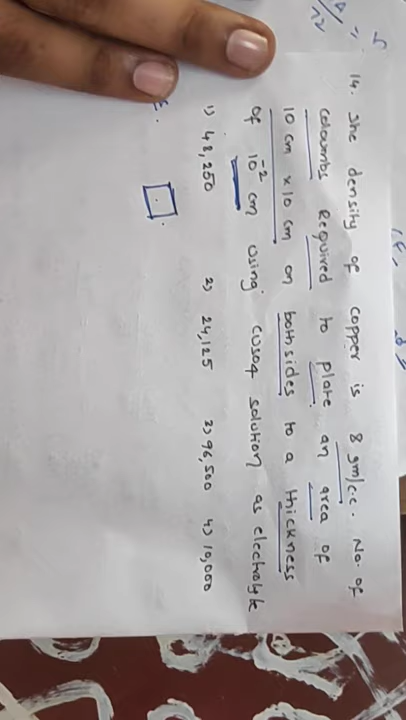 14. The density of copper is 8 gm/c.c. No. of
coloumbs Required to plate an area of
10 cm x 10 cm on both sides to a thickness
of 10⁻² cm using CuSO4 solution as electrolyte
1) 48,250 2) 24,125 3) 96,500 4) 10,000